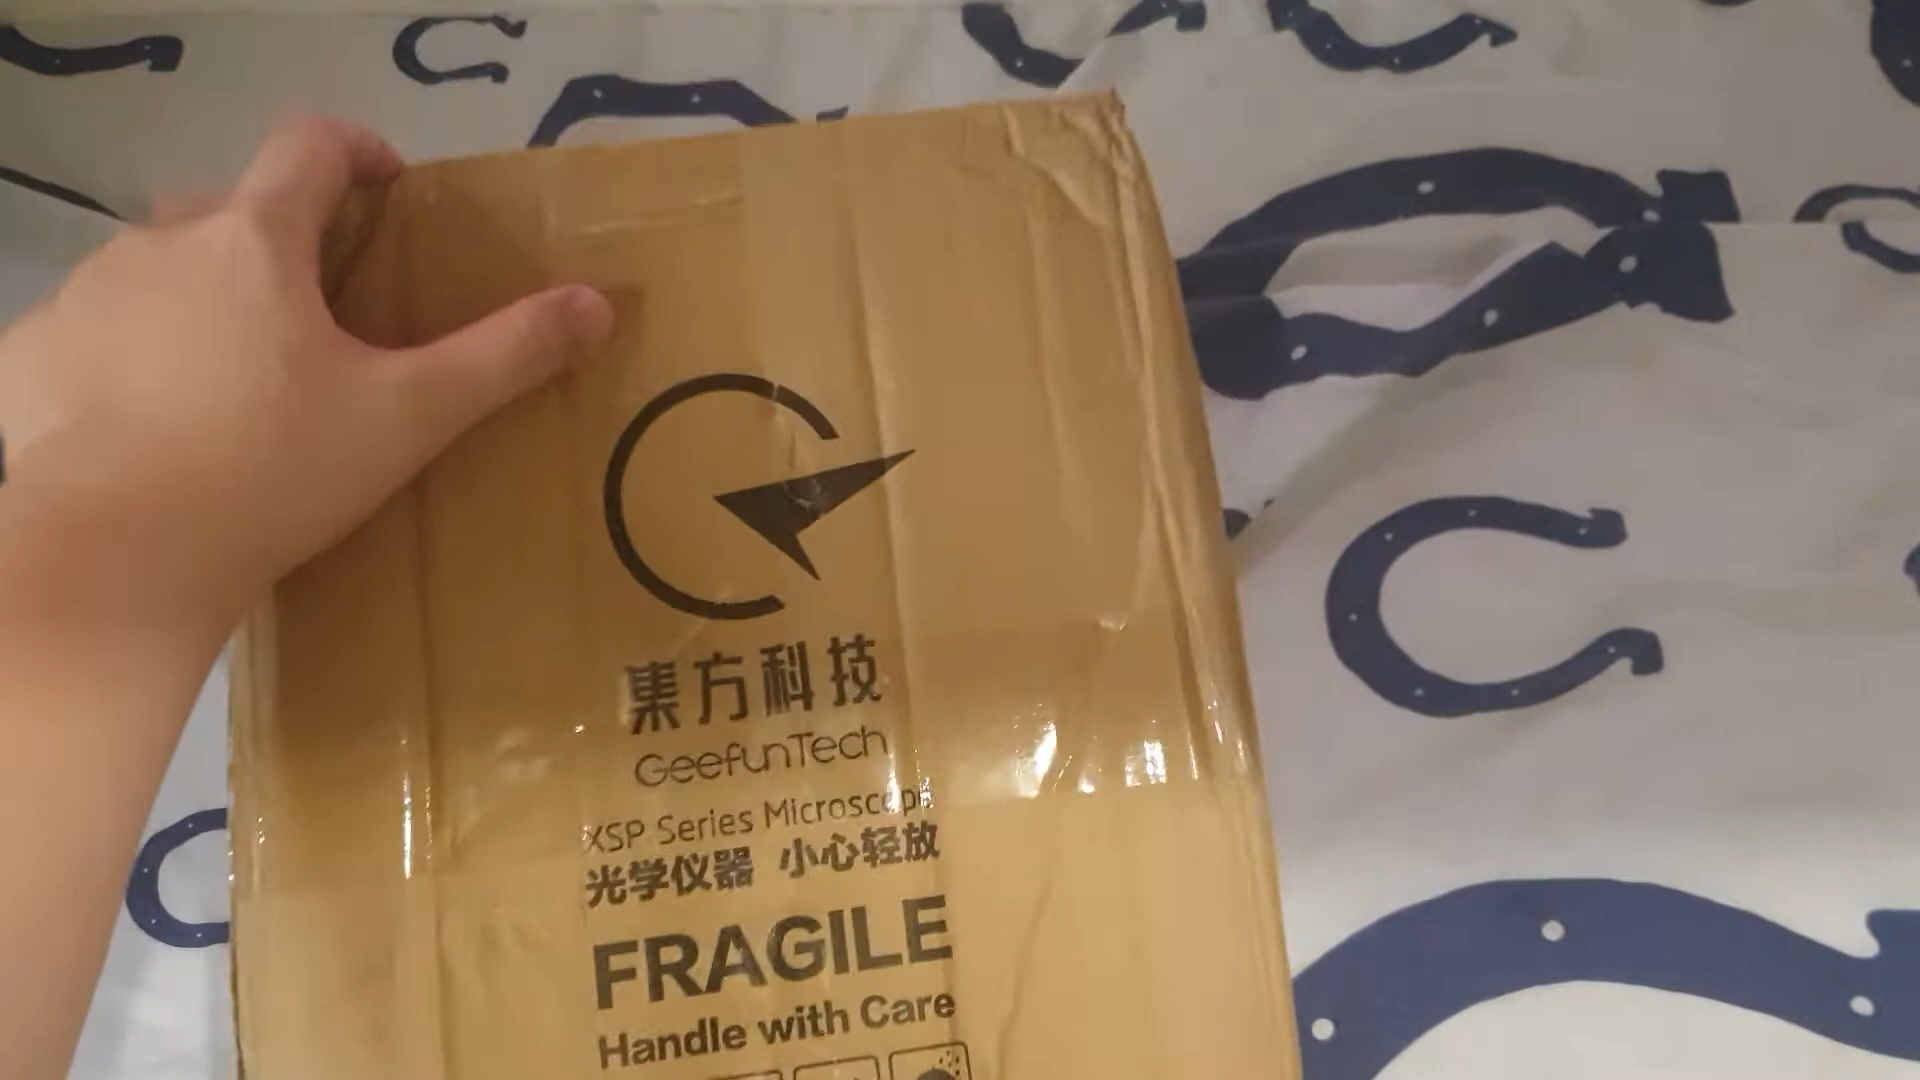 集方科技
GeefunTech
XSP Series Microscope
光学仪器 小心轻放
FRAGILE
Handle with Care